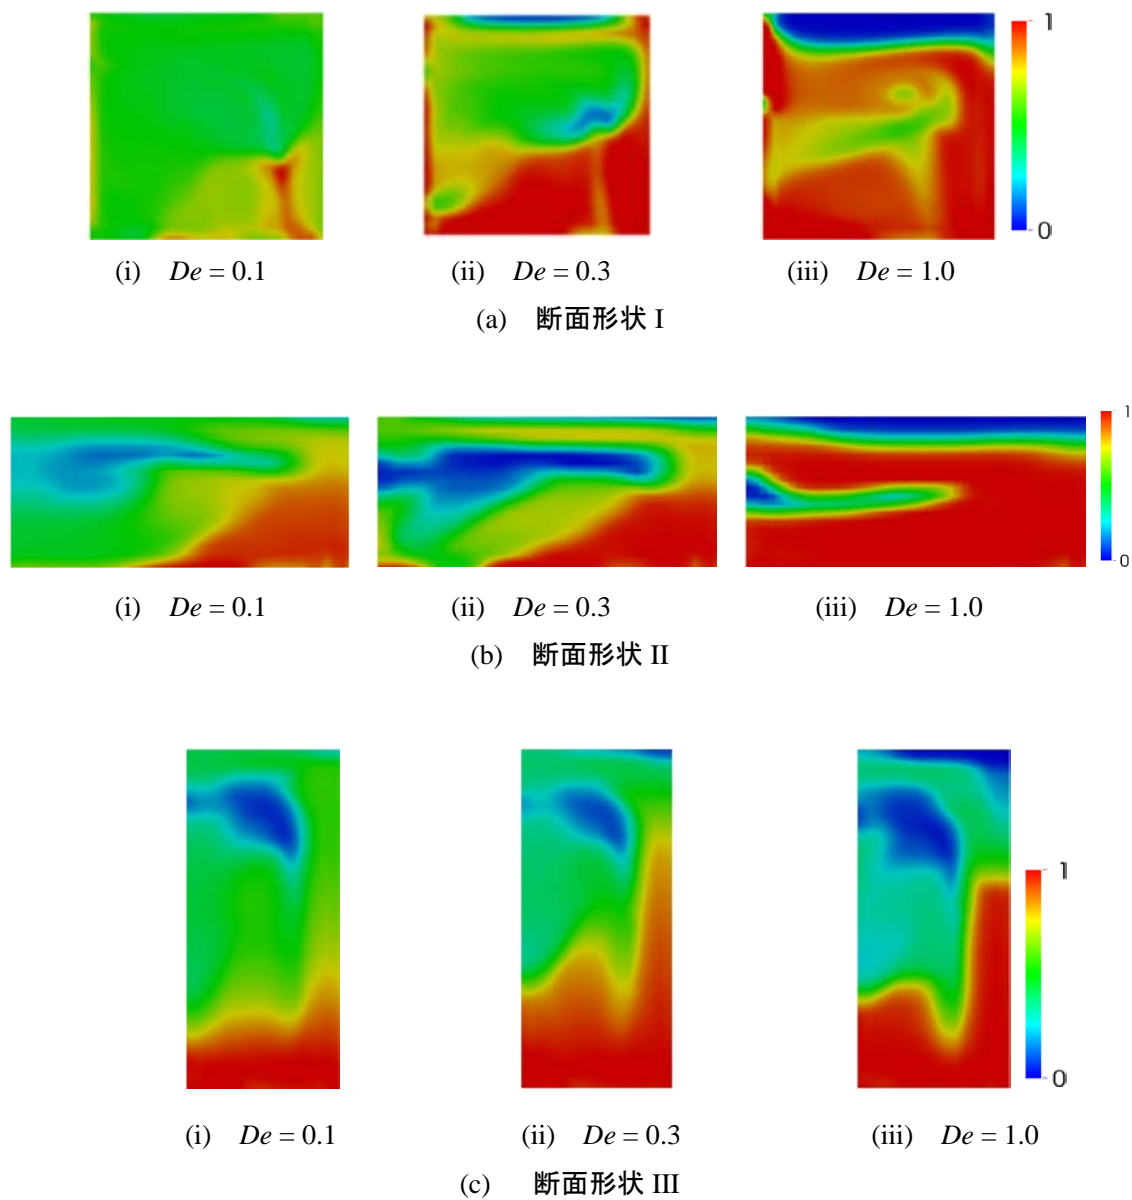 1
0
(i) De = 0.1 (ii) De = 0.3 (iii) De = 1.0
(a) 断面形状 I
1
0
(i) De = 0.1 (ii) De = 0.3 (iii) De = 1.0
(b) 断面形状 II
1
0
(i) De = 0.1 (ii) De = 0.3 (iii) De = 1.0
(c) 断面形状 III